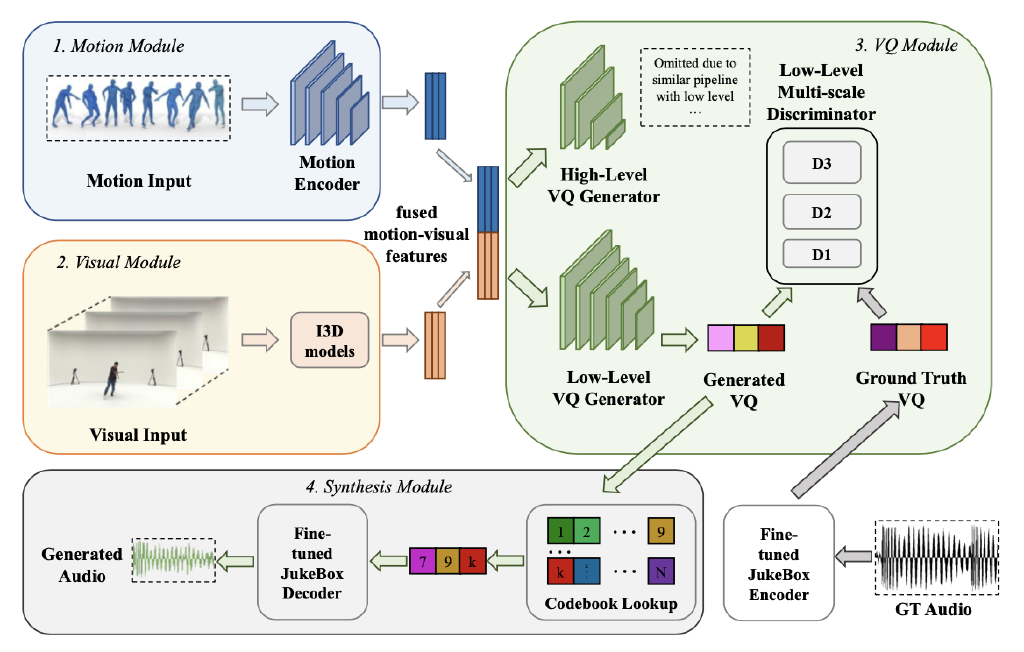 1. Motion Module
Motion Input
Motion
Encoder
fused
motion-visual
features
2. Visual Module
I3D
models
Visual Input
3. VQ Module
Omitted due to
similar pipeline
with low level
...
High-Level
VQ Generator
Low-Level
Multi-scale
Discriminator
D3
D2
D1
Low-Level
VQ Generator
Generated
VQ
Ground Truth
VQ
4. Synthesis Module
Generated
Audio
Fine-
tuned
JukeBox
Decoder
7 9 k
1 2 ... 9
...
k ... N
Codebook Lookup
Fine-
tuned
JukeBox
Encoder
GT Audio